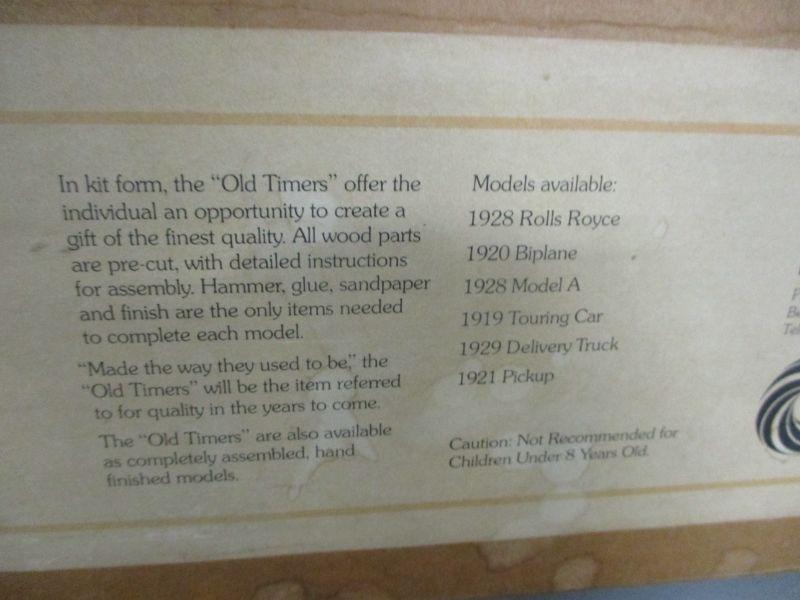 In kit form, the “Old Timers” offer the
individual an opportunity to create a
gift of the finest quality. All wood parts
are pre-cut, with detailed instructions
for assembly. Hammer, glue, sandpaper
and finish are the only items needed
to complete each model.
“Made the way they used to be,” the
“Old Timers” will be the item referred
to for quality in the years to come.
The “Old Timers” are also available
as completely assembled, hand
finished models.
Models available:
1928 Rolls Royce
1920 Biplane
1928 Model A
1919 Touring Car
1929 Delivery Truck
1921 Pickup
Caution: Not Recommended for
Children Under 8 Years Old.